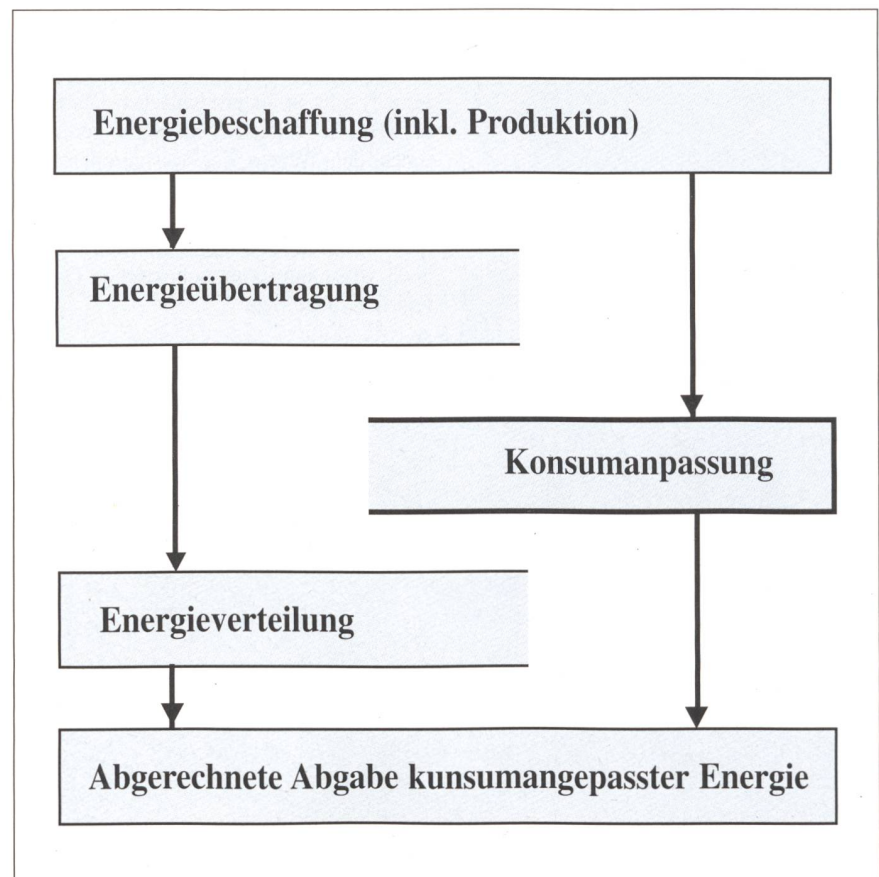 Energiebeschaffung (inkl. Produktion)
Energieübertragung
Konsumanpassung
Energieverteilung
Abgerechnete Abgabe kunsumangepasster Energie